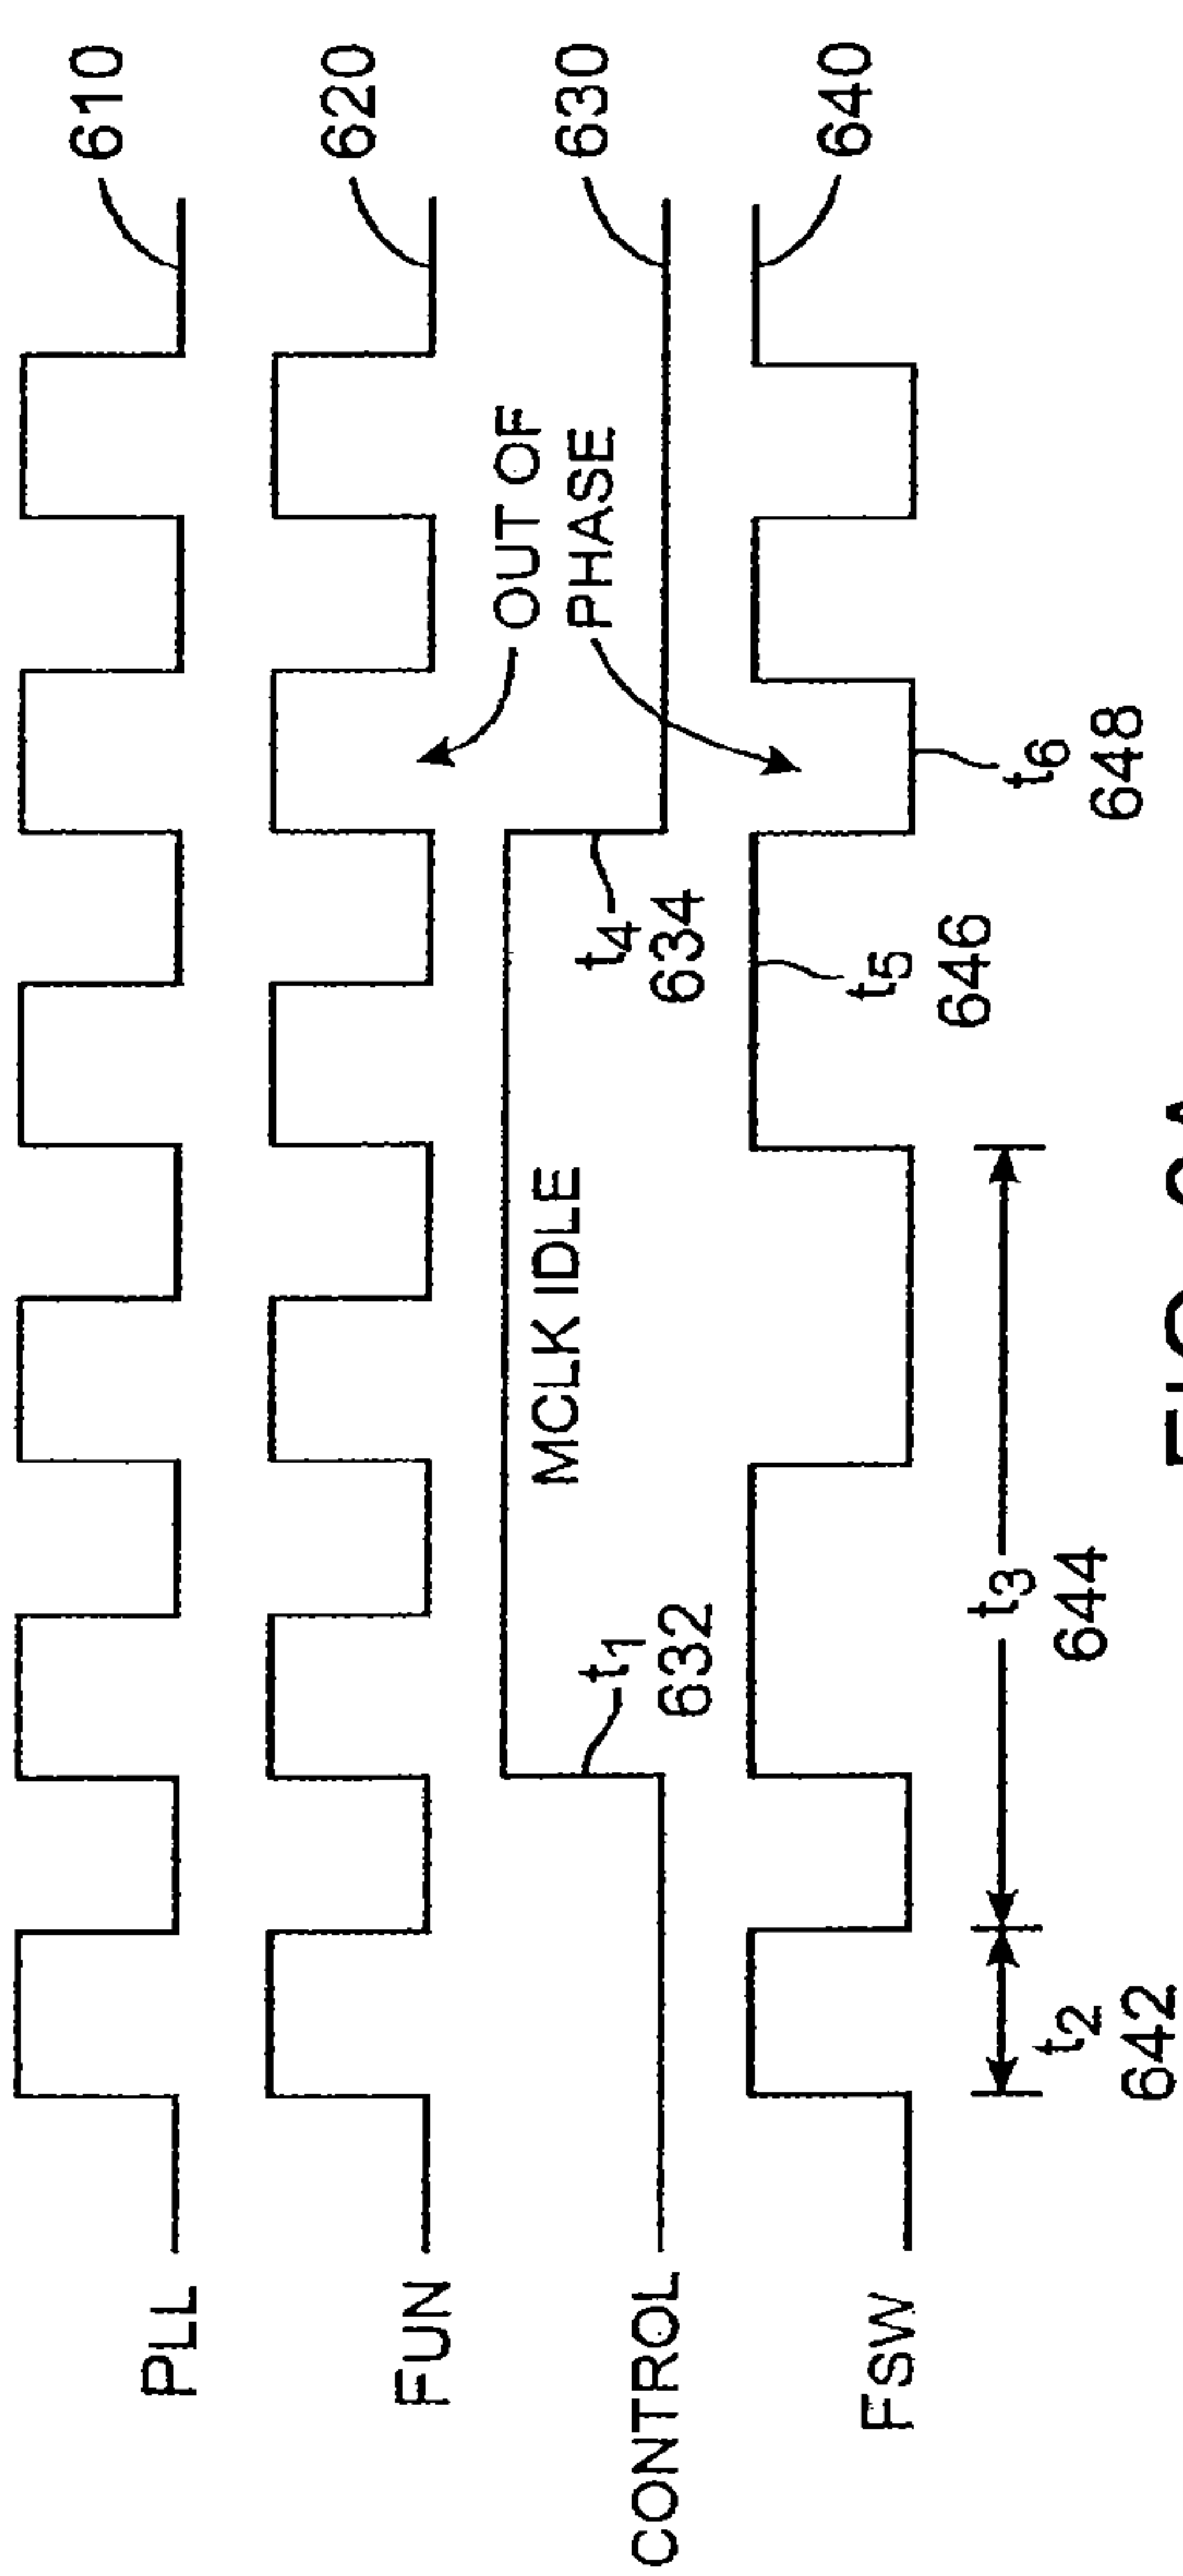 PLL
610
FUN
620
OUT OF
PHASE
CONTROL
630
MCLK IDLE
t1
632
t4
634
FSW
640
t5
646
t6
648
t2
642
t3
644